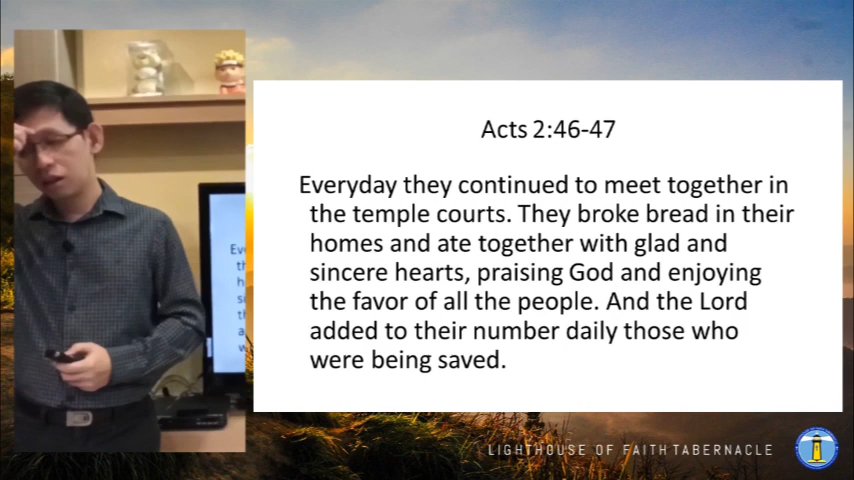 Acts 2:46-47
Everyday they continued to meet together in
the temple courts. They broke bread in their
homes and ate together with glad and
sincere hearts, praising God and enjoying
the favor of all the people. And the Lord
added to their number daily those who
were being saved.
LIGHTHOUSE OF FAITH TABERNACLE